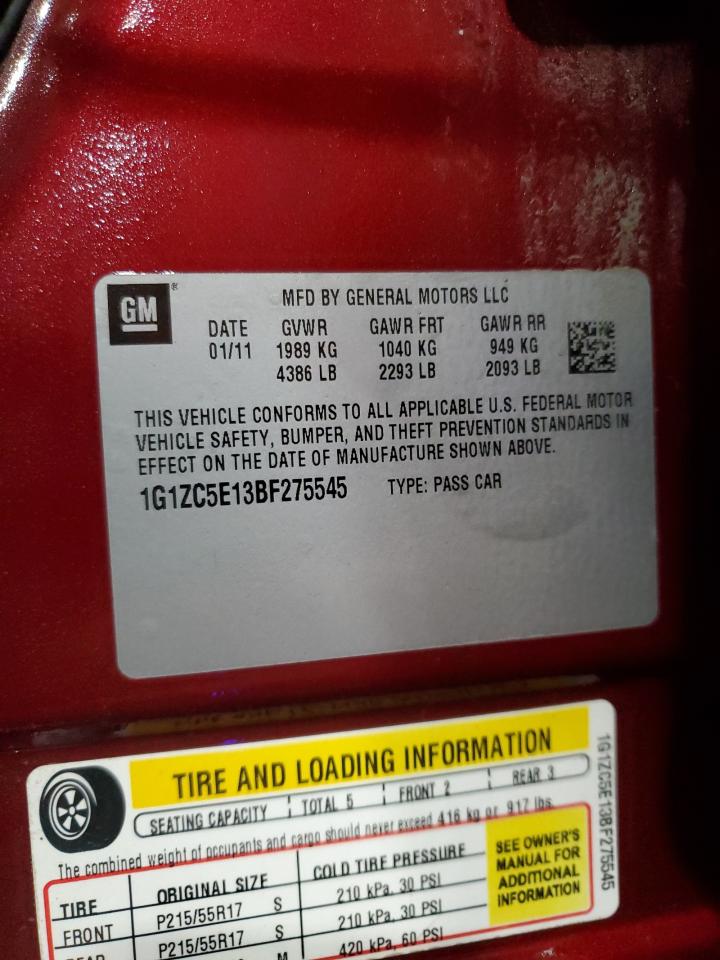 GM®
MFD BY GENERAL MOTORS LLC
DATE GVWR GAWR FRT GAWR RR
01/11 1989 KG 1040 KG 949 KG
4386 LB 2293 LB 2093 LB
THIS VEHICLE CONFORMS TO ALL APPLICABLE U.S. FEDERAL MOTOR
VEHICLE SAFETY, BUMPER, AND THEFT PREVENTION STANDARDS IN
EFFECT ON THE DATE OF MANUFACTURE SHOWN ABOVE.
1G1ZC5E13BF275545 TYPE: PASS CAR
TIRE AND LOADING INFORMATION
SEATING CAPACITY TOTAL 5 FRONT 2 REAR 3
The combined weight of occupants and cargo should never exceed 416 kg or 917 lbs.
TIRE ORIGINAL SIZE COLD TIRE PRESSURE
FRONT P215/55R17 S 210 kPa, 30 PSI
REAR P215/55R17 S 210 kPa, 30 PSI
M 420 kPa, 60 PSI
SEE OWNER'S
MANUAL FOR
ADDITIONAL
INFORMATION
1G1ZC5E13BF275545